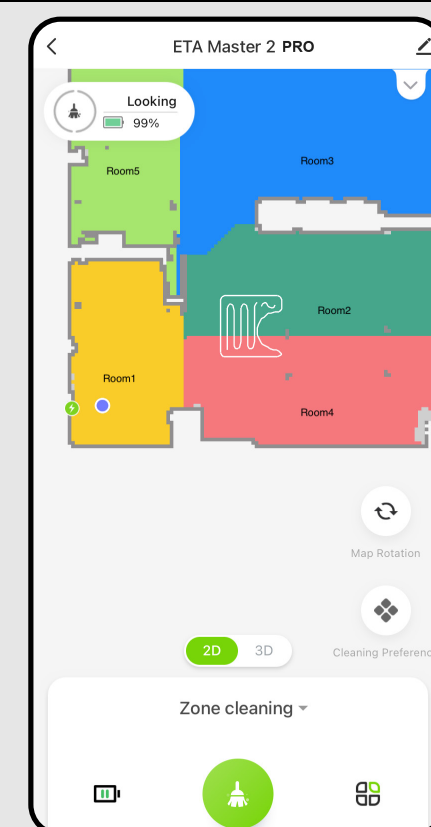 ETA Master 2 PRO
Looking
99%
Room3
Room5
Room2
Room1
Room4
Map Rotation
Cleaning Preferenc
2D 3D
Zone cleaning